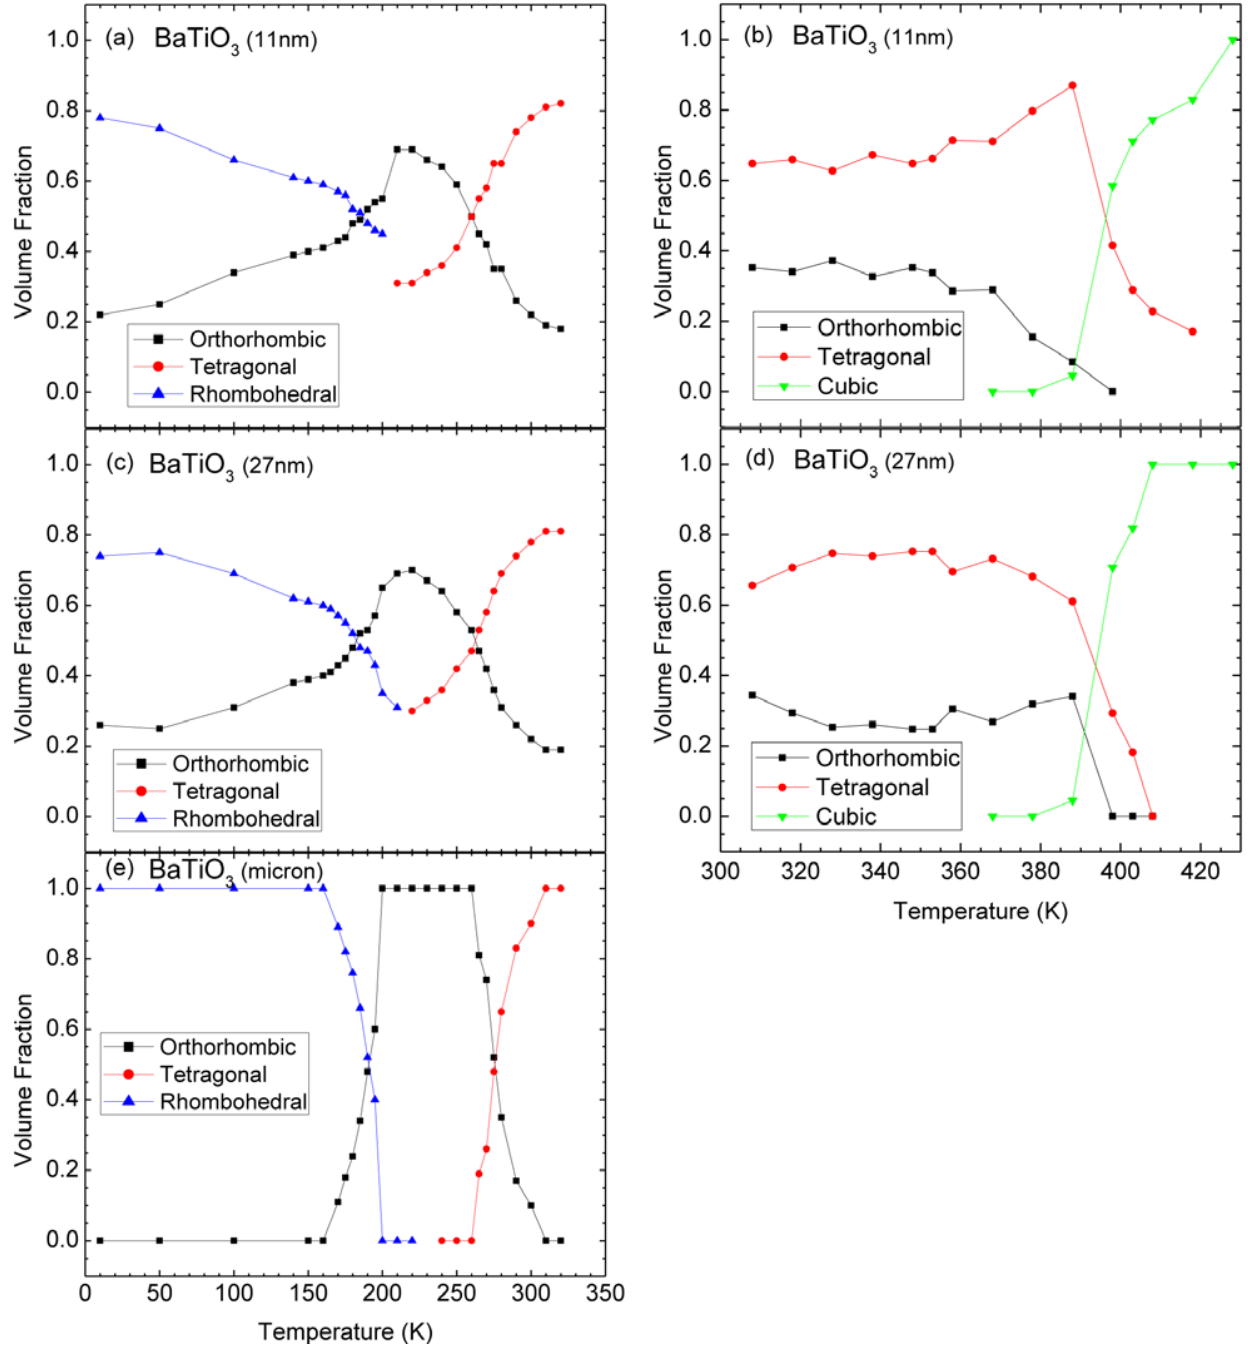 (a) BaTiO3 (11nm)
1.0
0.8
0.6
0.4
0.2
0.0
Volume Fraction
Orthorhombic
Tetragonal
Rhombohedral
(b) BaTiO3 (11nm)
1.0
0.8
0.6
0.4
0.2
0.0
Volume Fraction
Orthorhombic
Tetragonal
Cubic
(c) BaTiO3 (27nm)
1.0
0.8
0.6
0.4
0.2
0.0
Volume Fraction
Orthorhombic
Tetragonal
Rhombohedral
(d) BaTiO3 (27nm)
1.0
0.8
0.6
0.4
0.2
0.0
Volume Fraction
Orthorhombic
Tetragonal
Cubic
300 320 340 360 380 400 420
Temperature (K)
(e) BaTiO3 (micron)
1.0
0.8
0.6
0.4
0.2
0.0
Volume Fraction
Orthorhombic
Tetragonal
Rhombohedral
0 50 100 150 200 250 300 350
Temperature (K)